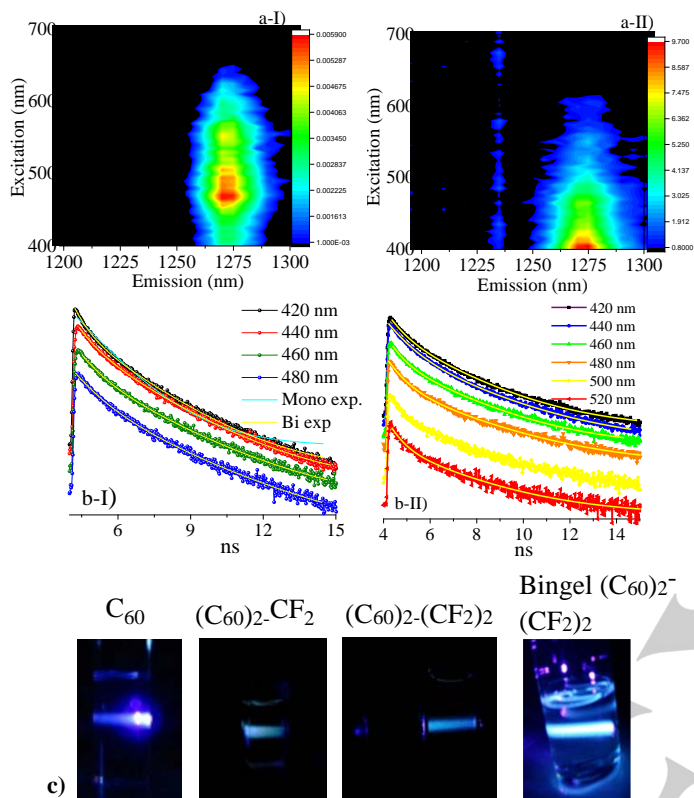 a-I)
700
600
500
400
Excitation (nm)
1200 1225 1250 1275 1300
Emission (nm)
0.005900
0.005287
0.004675
0.004063
0.003450
0.002837
0.002225
0.001613
1.000E-03
a-II)
700
600
500
400
Excitation (nm)
1200 1225 1250 1275 1300
Emission (nm)
9.700
8.587
7.475
6.362
5.250
4.138
3.025
1.912
0.8000
420 nm
440 nm
460 nm
480 nm
Mono exp.
Bi exp
b-I)
6 9 12 15
ns
420 nm
440 nm
460 nm
480 nm
500 nm
520 nm
b-II)
4 6 8 10 12 14
ns
C60
(C60)2-CF2
(C60)2-(CF2)2
Bingel (C60)2-
(CF2)2
c)